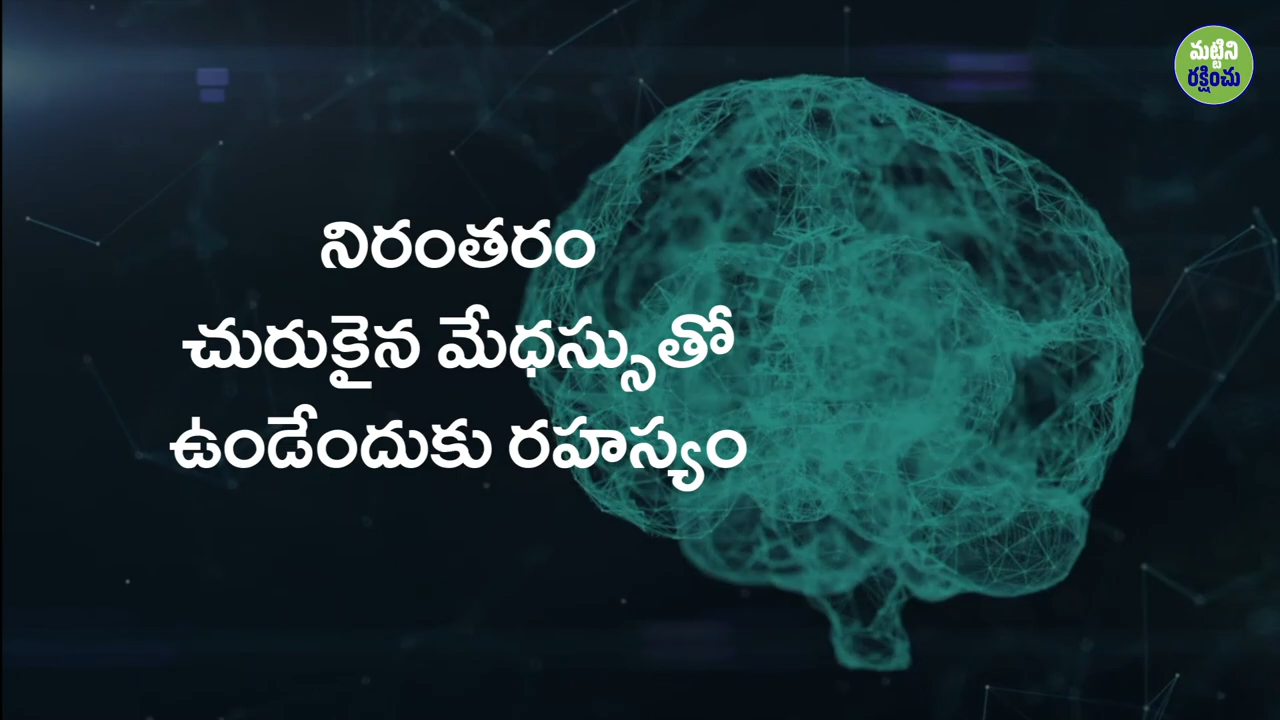 మట్టిని
రక్షించు
నిరంతరం
చురుకైన మేధస్సుతో
ఉండేందుకు రహస్యం